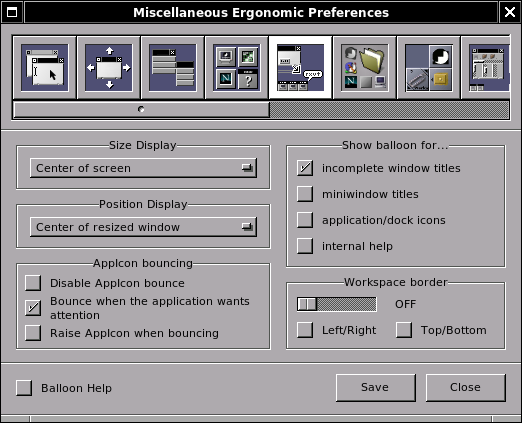 Miscellaneous Ergonomic Preferences
Size Display
Center of screen
Position Display
Center of resized window
AppIcon bouncing
Disable AppIcon bounce
Bounce when the application wants
attention
Raise AppIcon when bouncing
Show balloon for...
incomplete window titles
miniwindow titles
application/dock icons
internal help
Workspace border
OFF
Left/Right
Top/Bottom
Balloon Help
Save
Close